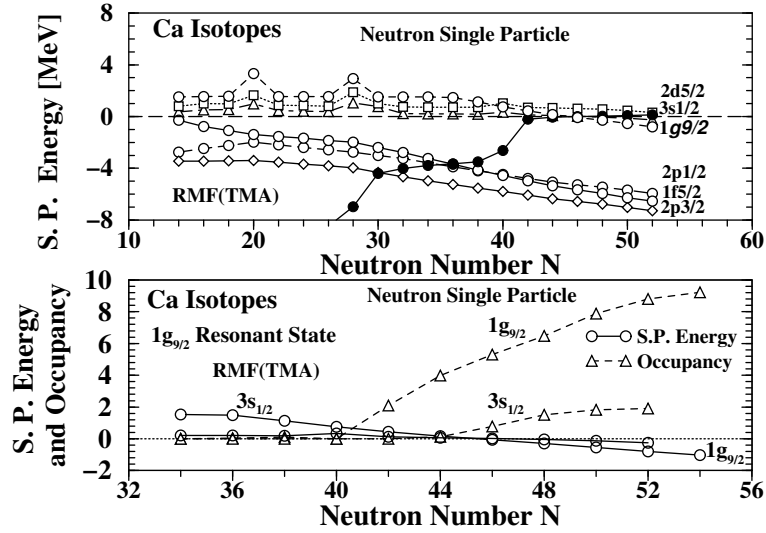 Ca Isotopes
Neutron Single Particle
S. P. Energy [MeV]
8
4
0
−4
−8
2d5/2
3s1/2
1g9/2
2p1/2
1f5/2
2p3/2
RMF(TMA)
10 20 30 40 50 60
Neutron Number N
S. P. Energy
and Occupancy
10
8
6
4
2
0
−2
Ca Isotopes
Neutron Single Particle
1g9/2 Resonant State
RMF(TMA)
1g9/2
S.P. Energy
Occupancy
3s1/2
3s1/2
1g9/2
32 36 40 44 48 52 56
Neutron Number N